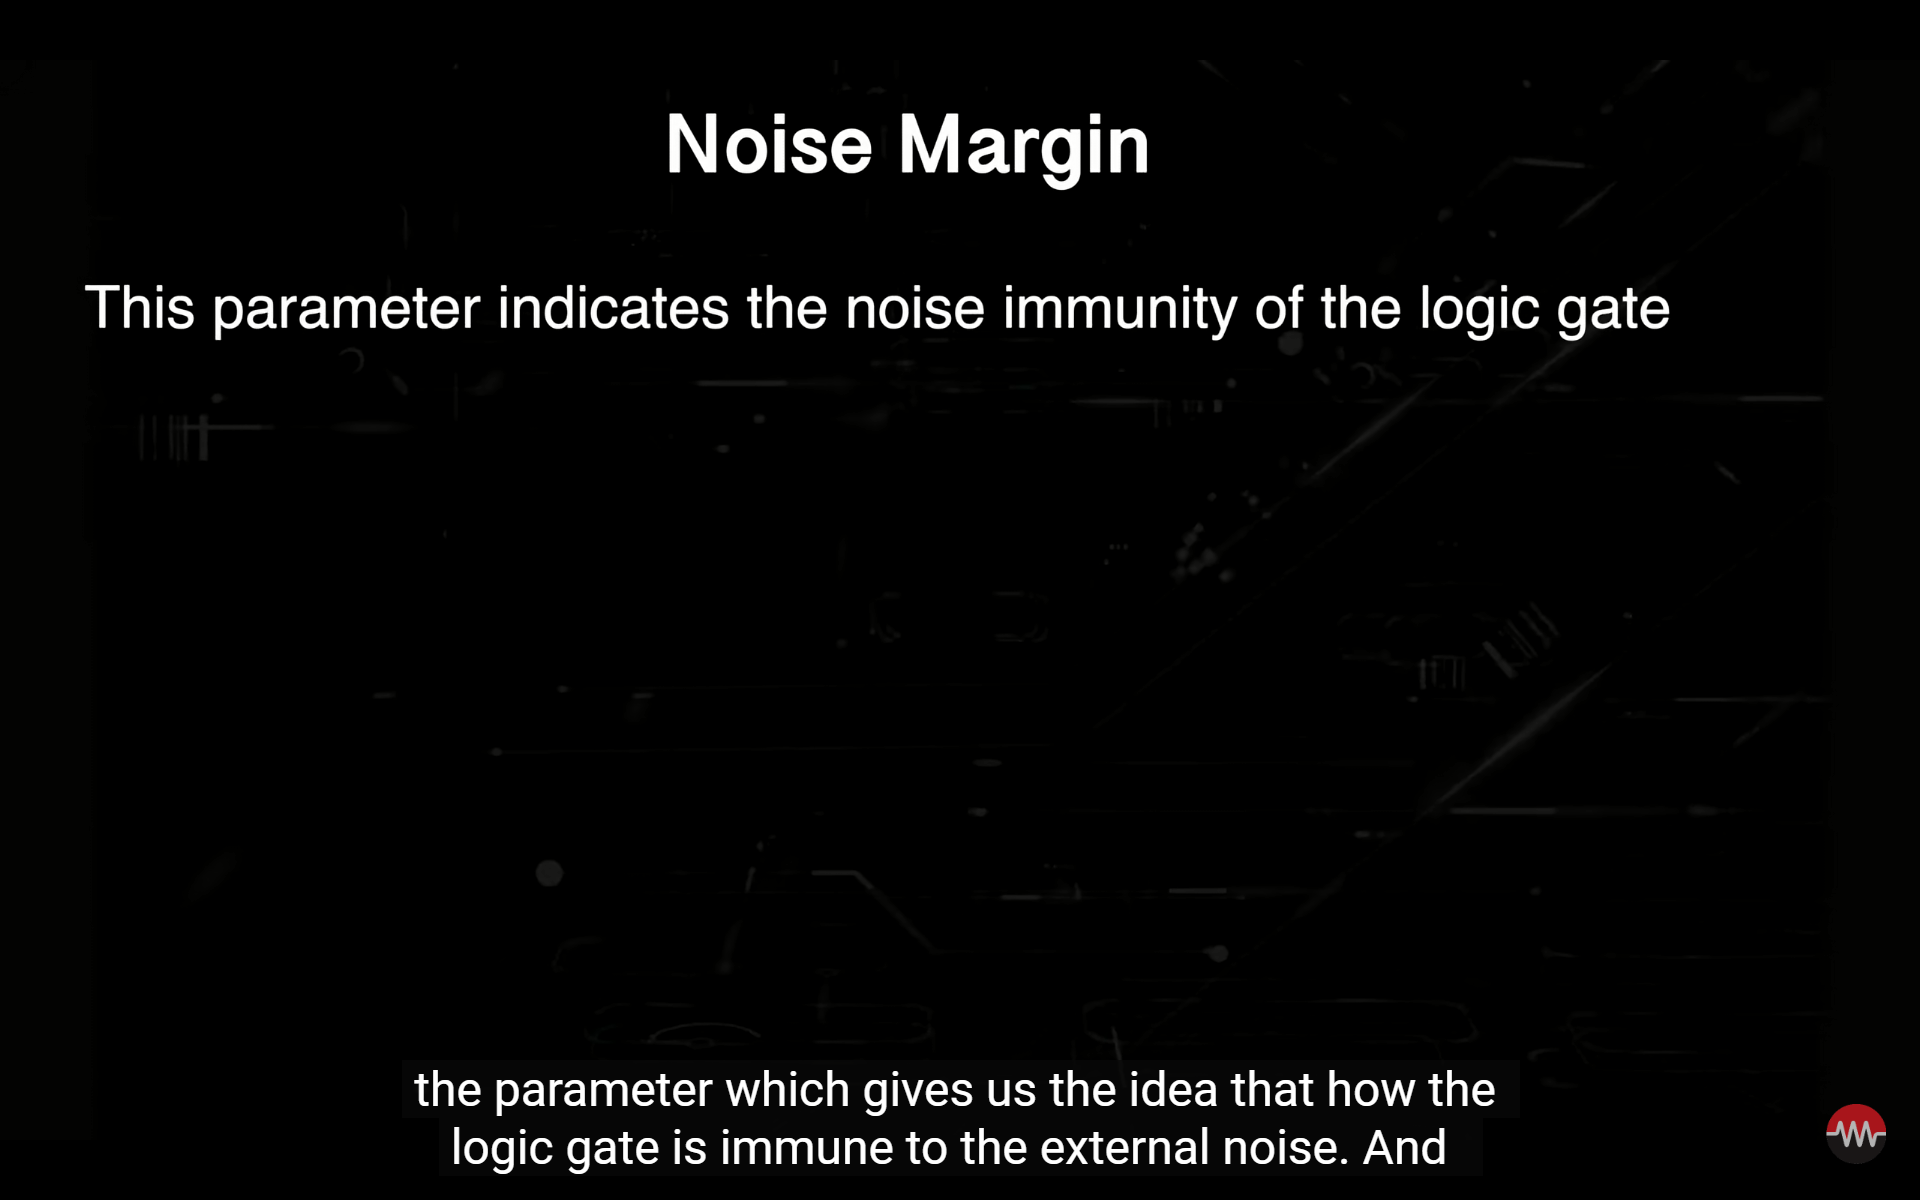 Noise Margin
This parameter indicates the noise immunity of the logic gate
the parameter which gives us the idea that how the
logic gate is immune to the external noise. And